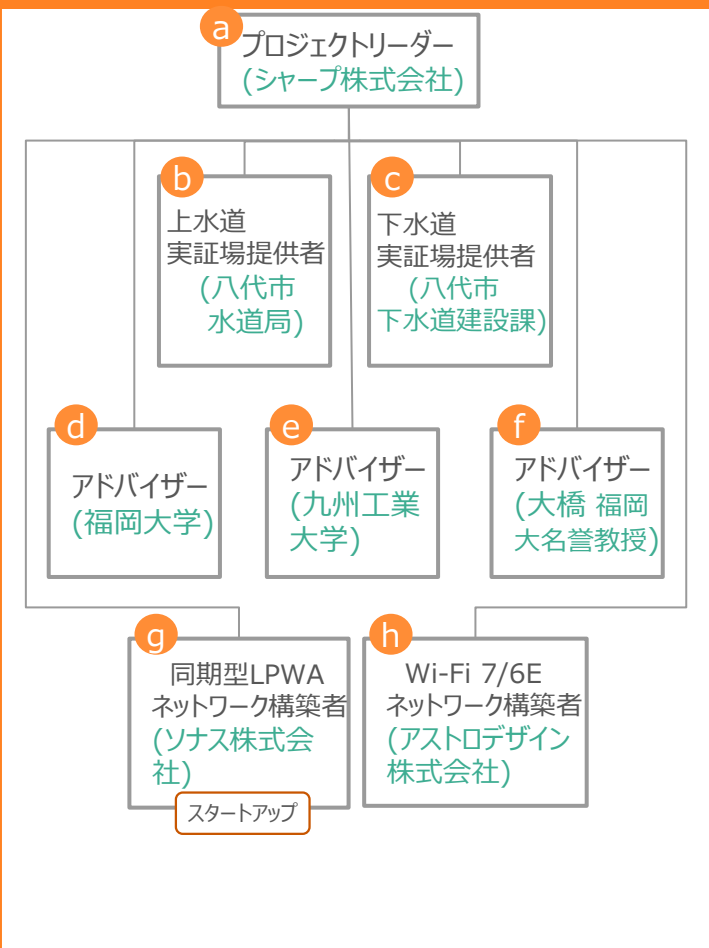 a
プロジェクトリーダー
(シャープ株式会社)
b
上水道
実証場提供者
(八代市
水道局)
c
下水道
実証場提供者
(八代市
下水道建設課)
d
アドバイザー
(福岡大学)
e
アドバイザー
(九州工業
大学)
f
アドバイザー
(大橋 福岡
大名誉教授)
g
同期型LPWA
ネットワーク構築者
(ソナス株式会
社)
スタートアップ
h
Wi-Fi 7/6E
ネットワーク構築者
(アストロデザイン
株式会社)